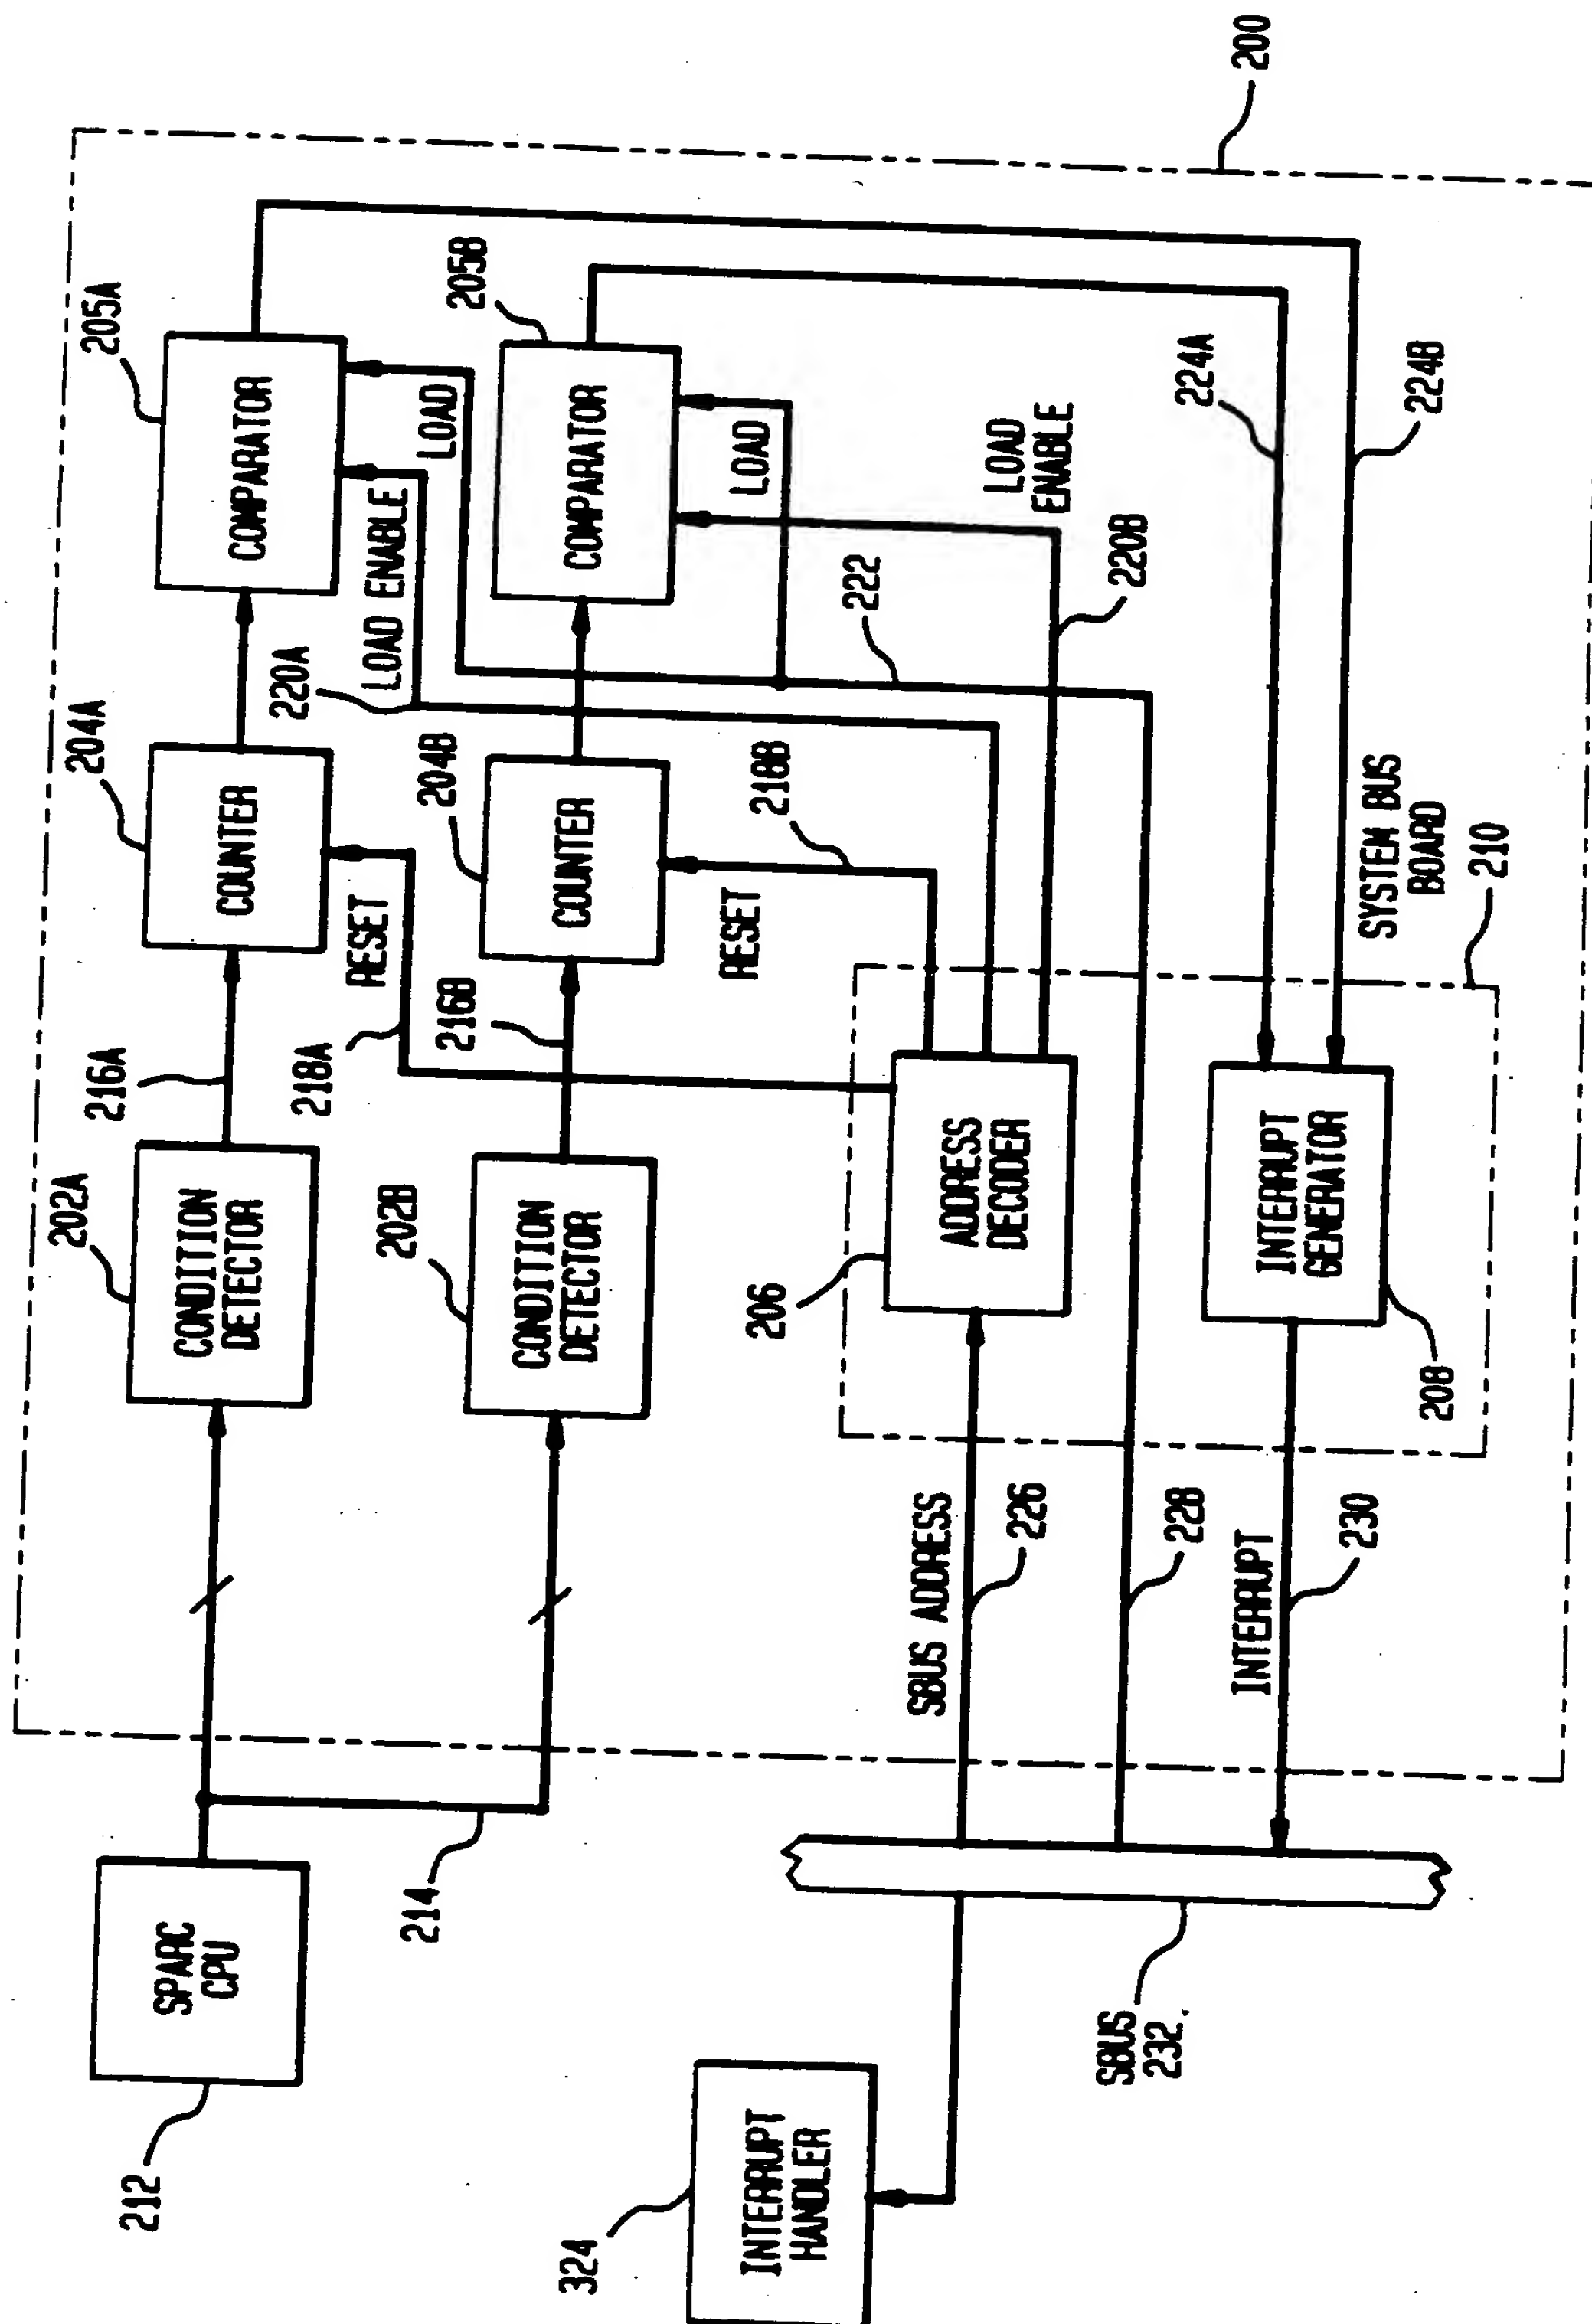 200
205A
COMPARATOR
LOAD
LOAD ENABLE
220A
204A
COUNTER
RESET
218A
216A
202A
CONDITION
DETECTOR
205B
COMPARATOR
LOAD
LOAD
ENABLE
220B
222
204B
COUNTER
218B
RESET
216B
202B
CONDITION
DETECTOR
224A
224B
SYSTEM BUS
BOARD
210
206
ADDRESS
DECODER
INTERRUPT
GENERATOR
208
SBUS ADDRESS
226
228
INTERRUPT
230
SPARC
CPU
212
214
SBUS
232
INTERRUPT
HANDLER
324